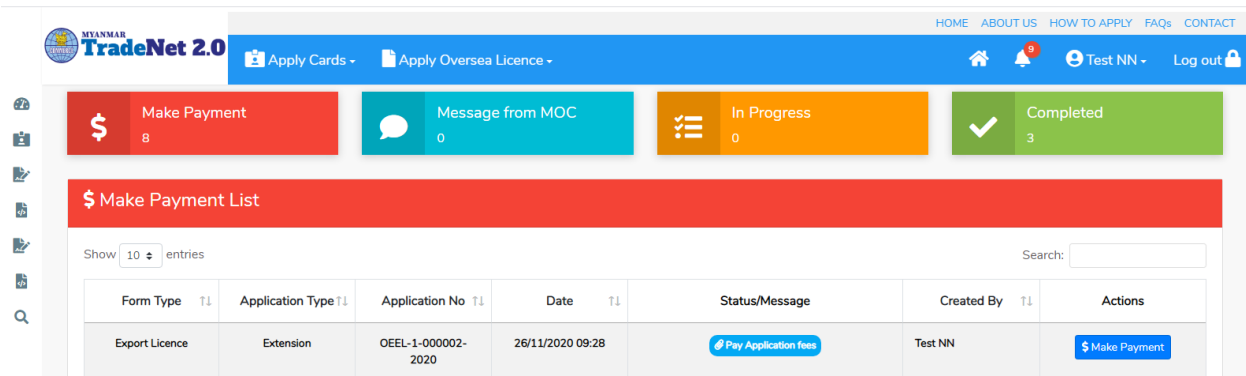 HOME ABOUT US HOW TO APPLY FAQs CONTACT
MYANMAR
TradeNet 2.0
Apply Cards
Apply Oversea Licence
9
Test NN
Log out
Make Payment
8
Message from MOC
0
In Progress
0
Completed
3
$ Make Payment List
Show 10 entries
Search:
Form Type Application Type Application No Date Status/Message Created By Actions
Export Licence Extension OEEL-1-000002- 26/11/2020 09:28 Pay Application fees Test NN $ Make Payment
2020